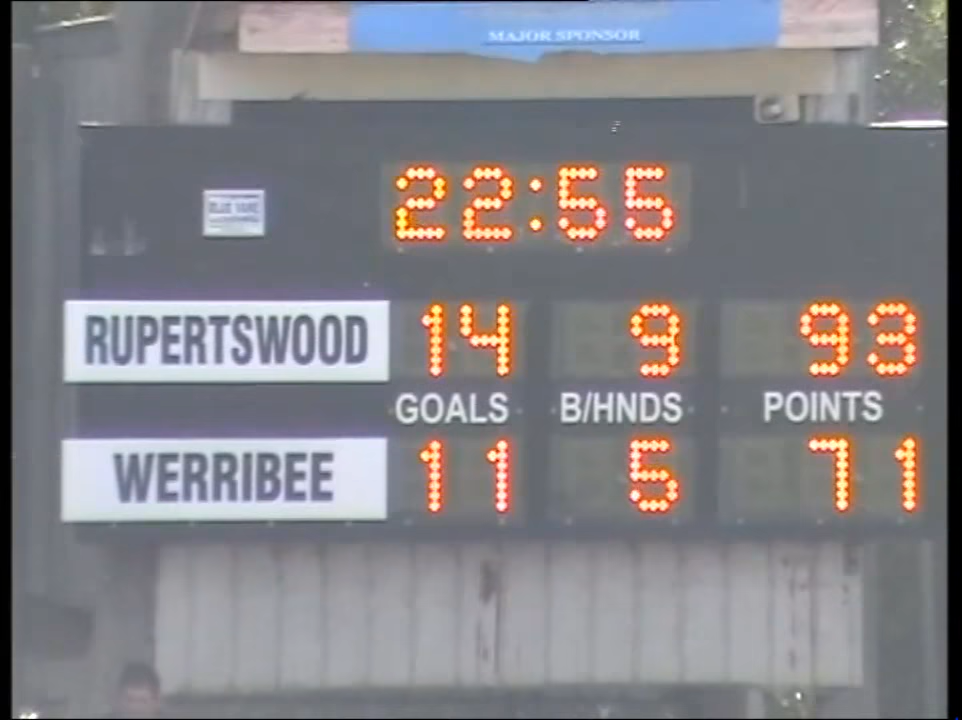 MAJOR SPONSOR
22:55
RUPERTSWOOD 14 9 93
GOALS B/HNDS POINTS
WERRIBEE 11 5 71